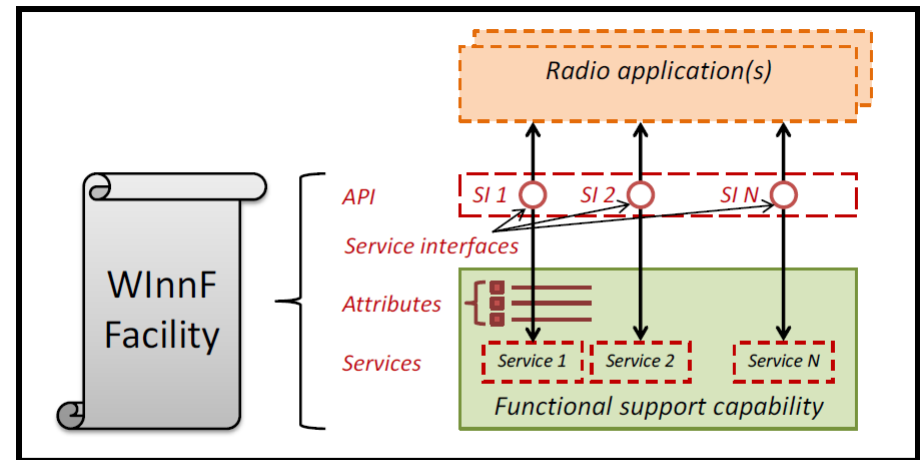 Radio application(s)
API
SI 1
SI 2
SI N
Service interfaces
WInnF
Facility
Attributes
Services
Service 1
Service 2
Service N
Functional support capability